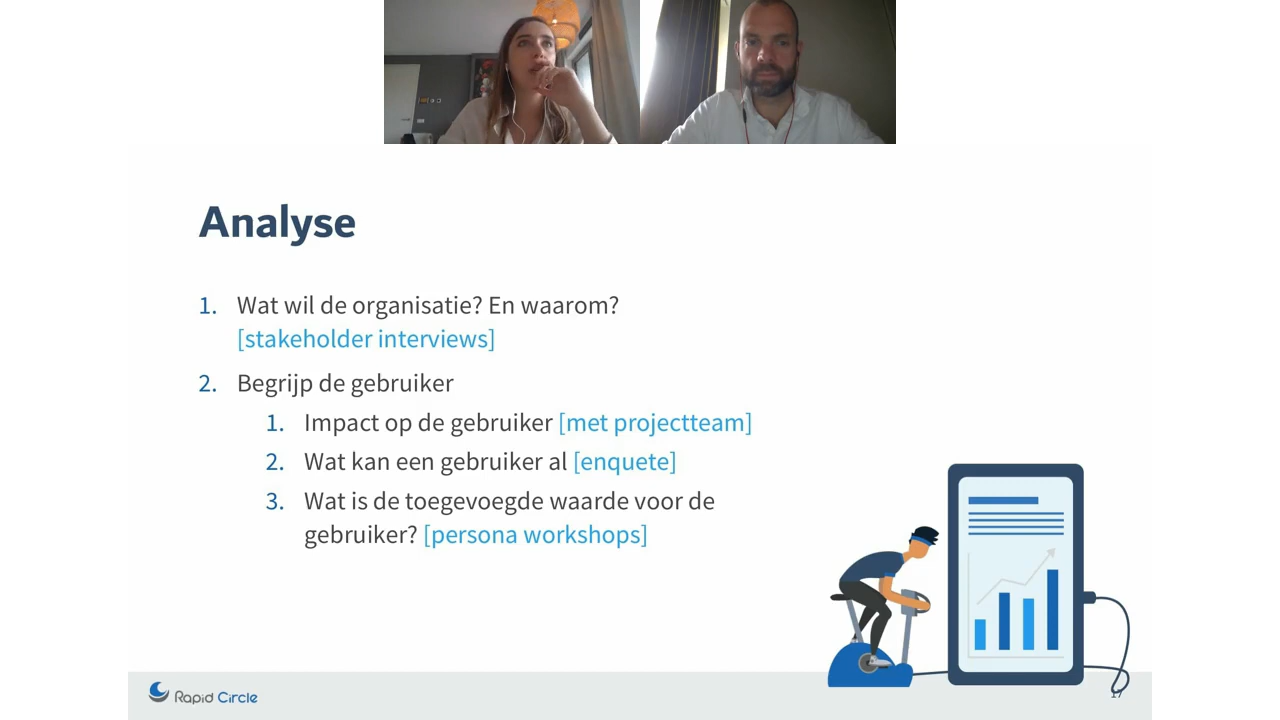 Analyse
1. Wat wil de organisatie? En waarom?
[stakeholder interviews]
2. Begrijp de gebruiker
1. Impact op de gebruiker [met projectteam]
2. Wat kan een gebruiker al [enquete]
3. Wat is de toegevoegde waarde voor de
gebruiker? [persona workshops]
Rapid Circle
17